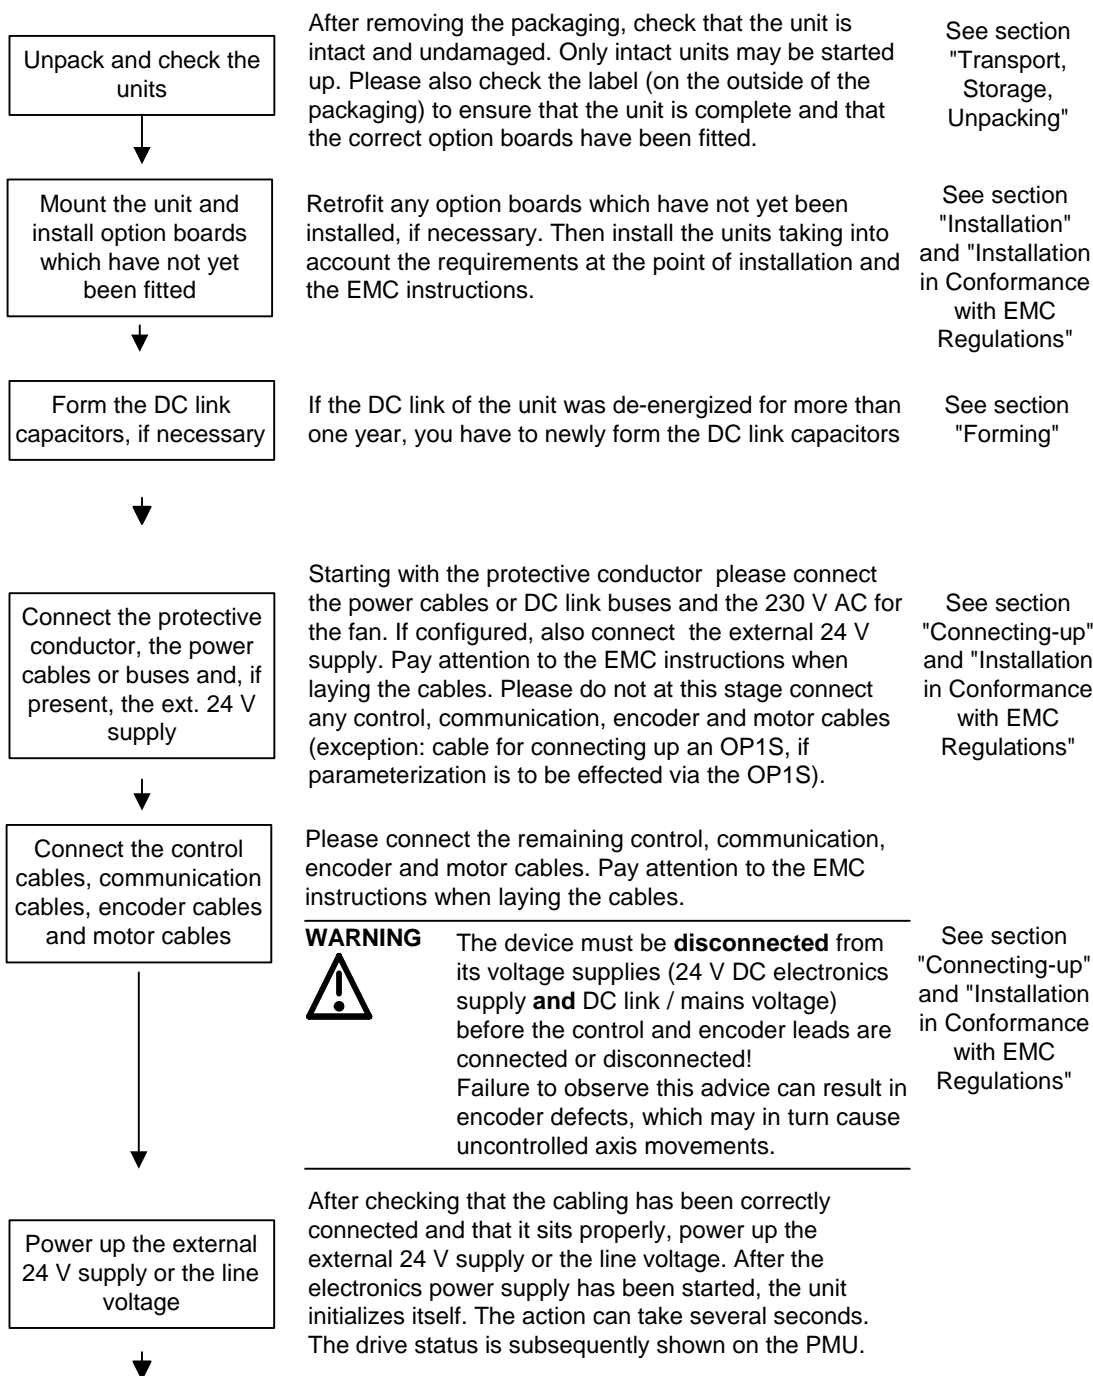 Unpack and check the
units
After removing the packaging, check that the unit is
intact and undamaged. Only intact units may be started
up. Please also check the label (on the outside of the
packaging) to ensure that the unit is complete and that
the correct option boards have been fitted.
See section
"Transport,
Storage,
Unpacking"
Mount the unit and
install option boards
which have not yet
been fitted
Retrofit any option boards which have not yet been
installed, if necessary. Then install the units taking into
account the requirements at the point of installation and
the EMC instructions.
See section
"Installation"
and "Installation
in Conformance
with EMC
Regulations"
Form the DC link
capacitors, if necessary
If the DC link of the unit was de-energized for more than
one year, you have to newly form the DC link capacitors
See section
"Forming"
Connect the protective
conductor, the power
cables or buses and, if
present, the ext. 24 V
supply
Starting with the protective conductor please connect
the power cables or DC link buses and the 230 V AC for
the fan. If configured, also connect the external 24 V
supply. Pay attention to the EMC instructions when
laying the cables. Please do not at this stage connect
any control, communication, encoder and motor cables
(exception: cable for connecting up an OP1S, if
parameterization is to be effected via the OP1S).
See section
"Connecting-up"
and "Installation
in Conformance
with EMC
Regulations"
Connect the control
cables, communication
cables, encoder cables
and motor cables
Please connect the remaining control, communication,
encoder and motor cables. Pay attention to the EMC
instructions when laying the cables.
WARNING
The device must be disconnected from
its voltage supplies (24 V DC electronics
supply and DC link / mains voltage)
before the control and encoder leads are
connected or disconnected!
Failure to observe this advice can result in
encoder defects, which may in turn cause
uncontrolled axis movements.
See section
"Connecting-up"
and "Installation
in Conformance
with EMC
Regulations"
Power up the external
24 V supply or the line
voltage
After checking that the cabling has been correctly
connected and that it sits properly, power up the
external 24 V supply or the line voltage. After the
electronics power supply has been started, the unit
initializes itself. The action can take several seconds.
The drive status is subsequently shown on the PMU.